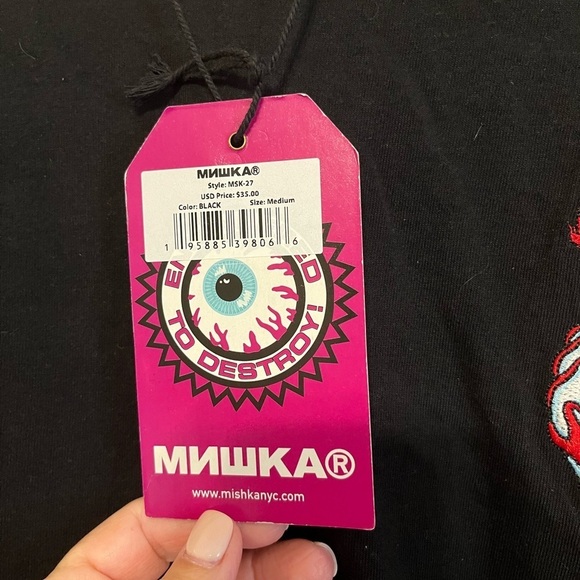 МИШКА®
Style: MSK-27
USD Price: $35.00
Color: BLACK Size: Medium
1 95885 39806 6
TO DESTROY!
МИШКА®
www.mishkanyc.com